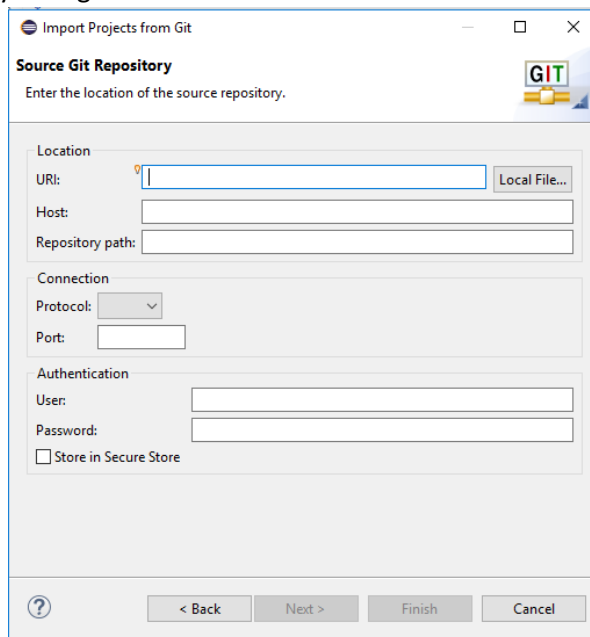 Import Projects from Git
Source Git Repository
GIT
Enter the location of the source repository.
Location
URI:
Local File...
Host:
Repository path:
Connection
Protocol:
Port:
Authentication
User:
Password:
Store in Secure Store
?
< Back
Next >
Finish
Cancel